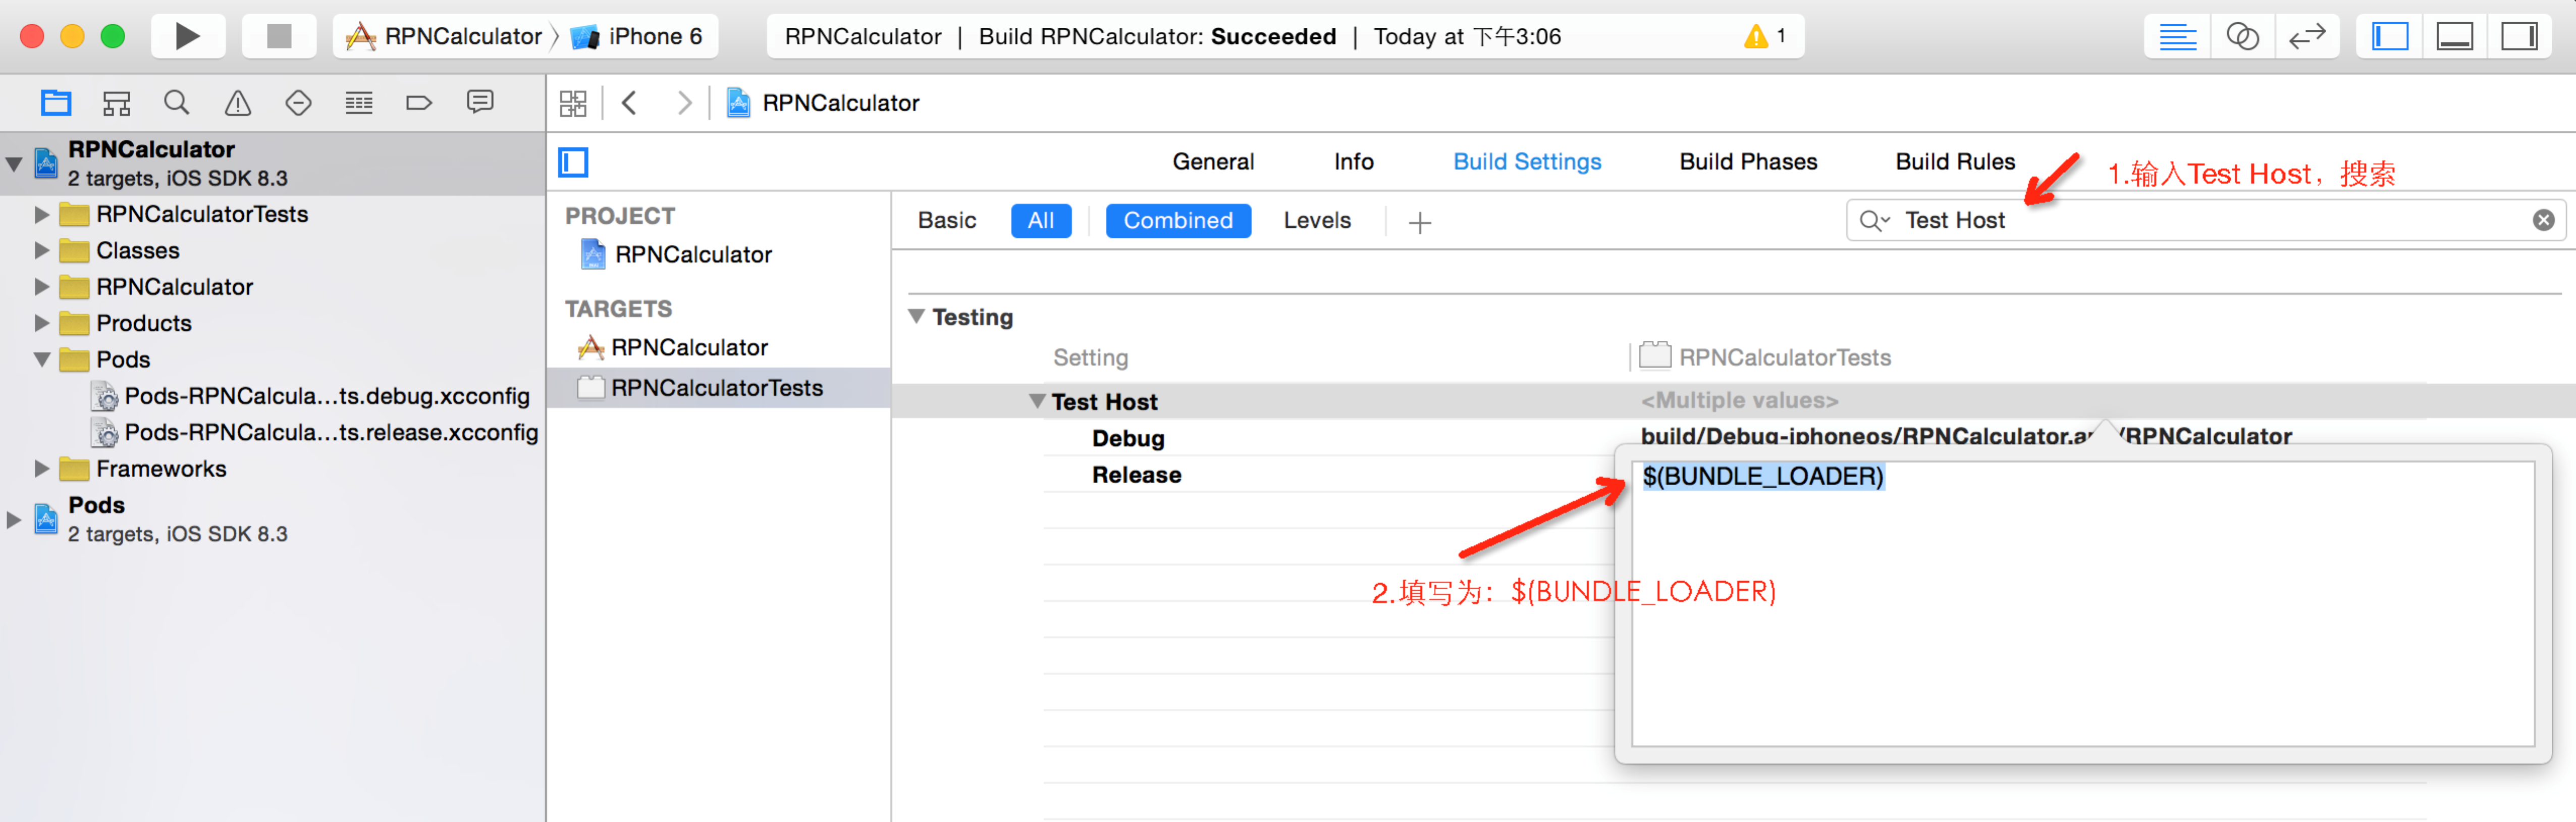 RPNCalculator
iPhone 6
RPNCalculator | Build RPNCalculator: Succeeded | Today at 下午3:06
1
RPNCalculator
RPNCalculator
2 targets, iOS SDK 8.3
RPNCalculatorTests
Classes
RPNCalculator
Products
Pods
Pods-RPNCalcula...ts.debug.xcconfig
Pods-RPNCalcula...ts.release.xcconfig
Frameworks
Pods
2 targets, iOS SDK 8.3
General Info Build Settings Build Phases Build Rules
1.输入Test Host，搜索
PROJECT
RPNCalculator
TARGETS
RPNCalculator
RPNCalculatorTests
Basic All Combined Levels
Test Host
Testing
Setting
RPNCalculatorTests
Test Host
<Multiple values>
Debug
build/Debug-iphoneos/RPNCalculator.a /RPNCalculator
Release
$(BUNDLE_LOADER)
2.填写为：$(BUNDLE_LOADER)